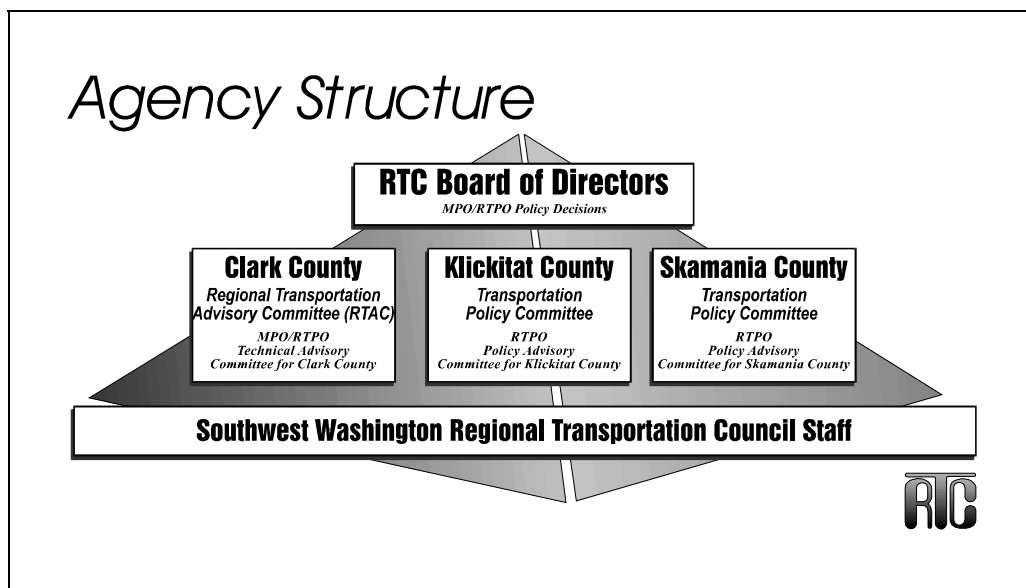 Agency Structure
RTC Board of Directors
MPO/RTPO Policy Decisions
Clark County
Regional Transportation
Advisory Committee (RTAC)
MPO/RTPO
Technical Advisory
Committee for Clark County
Klickitat County
Transportation
Policy Committee
RTPO
Policy Advisory
Committee for Klickitat County
Skamania County
Transportation
Policy Committee
RTPO
Policy Advisory
Committee for Skamania County
Southwest Washington Regional Transportation Council Staff
RTC